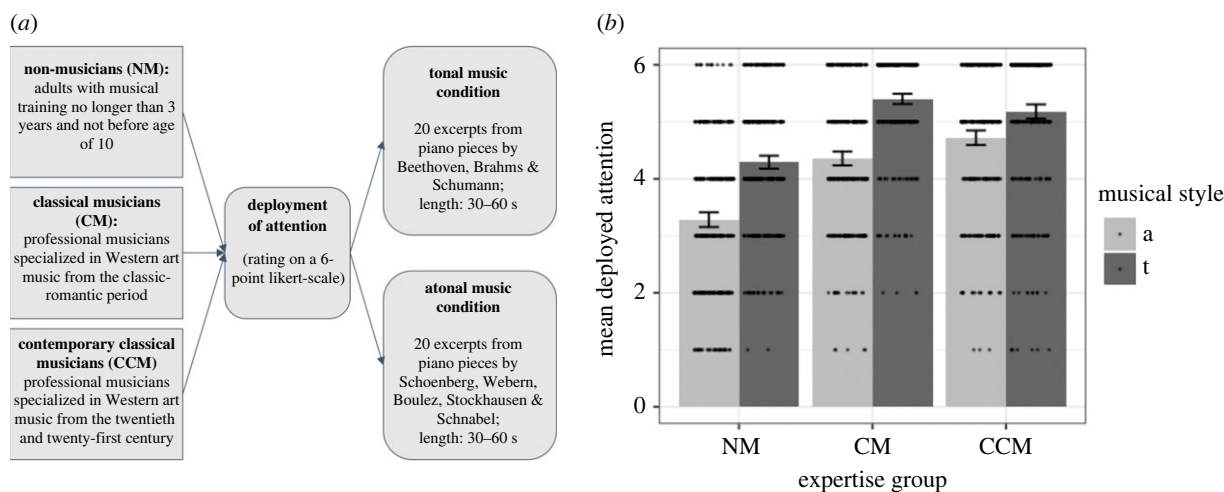 (a)
non-musicians (NM):
adults with musical
training no longer than 3
years and not before age
of 10
classical musicians (CM):
professional musicians
specialized in Western art
music from the classic-
romantic period
contemporary classical
musicians (CCM)
professional musicians
specialized in Western art
music from the twentieth
and twenty-first century
deployment
of attention
(rating on a 6-
point likert-scale)
tonal music
condition
20 excerpts from
piano pieces by
Beethoven, Brahms &
Schumann;
length: 30–60 s
atonal music
condition
20 excerpts from
piano pieces by
Schoenberg, Webern,
Boulez, Stockhausen &
Schnabel;
length: 30–60 s
(b)
mean deployed attention
6
4
2
0
NM CM CCM
expertise group
musical style
a
t